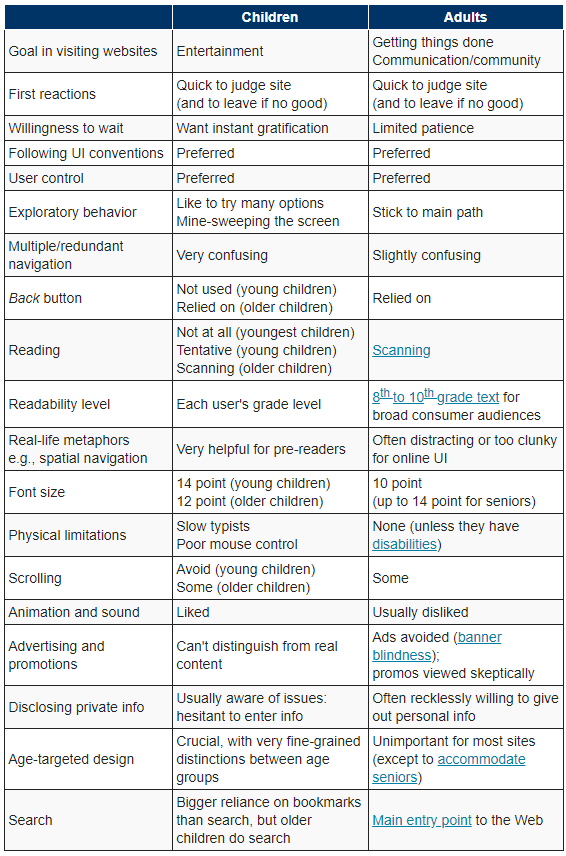 Children Adults
Goal in visiting websites Entertainment Getting things done
Communication/community
First reactions Quick to judge site Quick to judge site
(and to leave if no good) (and to leave if no good)
Willingness to wait Want instant gratification Limited patience
Following UI conventions Preferred Preferred
User control Preferred Preferred
Exploratory behavior Like to try many options
Mine-sweeping the screen Stick to main path
Multiple/redundant
navigation Very confusing Slightly confusing
Back button Not used (young children)
Relied on (older children) Relied on
Reading Not at all (youngest children)
Tentative (young children)
Scanning (older children) Scanning
Readability level Each user's grade level 8th to 10th grade text for
broad consumer audiences
Real-life metaphors
e.g., spatial navigation Very helpful for pre-readers Often distracting or too clunky
for online UI
Font size 14 point (young children) 10 point
12 point (older children) (up to 14 point for seniors)
Physical limitations Slow typists None (unless they have
Poor mouse control disabilities)
Scrolling Avoid (young children)
Some (older children) Some
Animation and sound Liked Usually disliked
Advertising and
promotions Can't distinguish from real
content Ads avoided (banner
blindness);
promos viewed skeptically
Disclosing private info Usually aware of issues:
hesitant to enter info Often recklessly willing to give
out personal info
Age-targeted design Crucial, with very fine-grained
distinctions between age
groups Unimportant for most sites
(except to accommodate
seniors)
Search Bigger reliance on bookmarks
than search, but older
children do search Main entry point to the Web